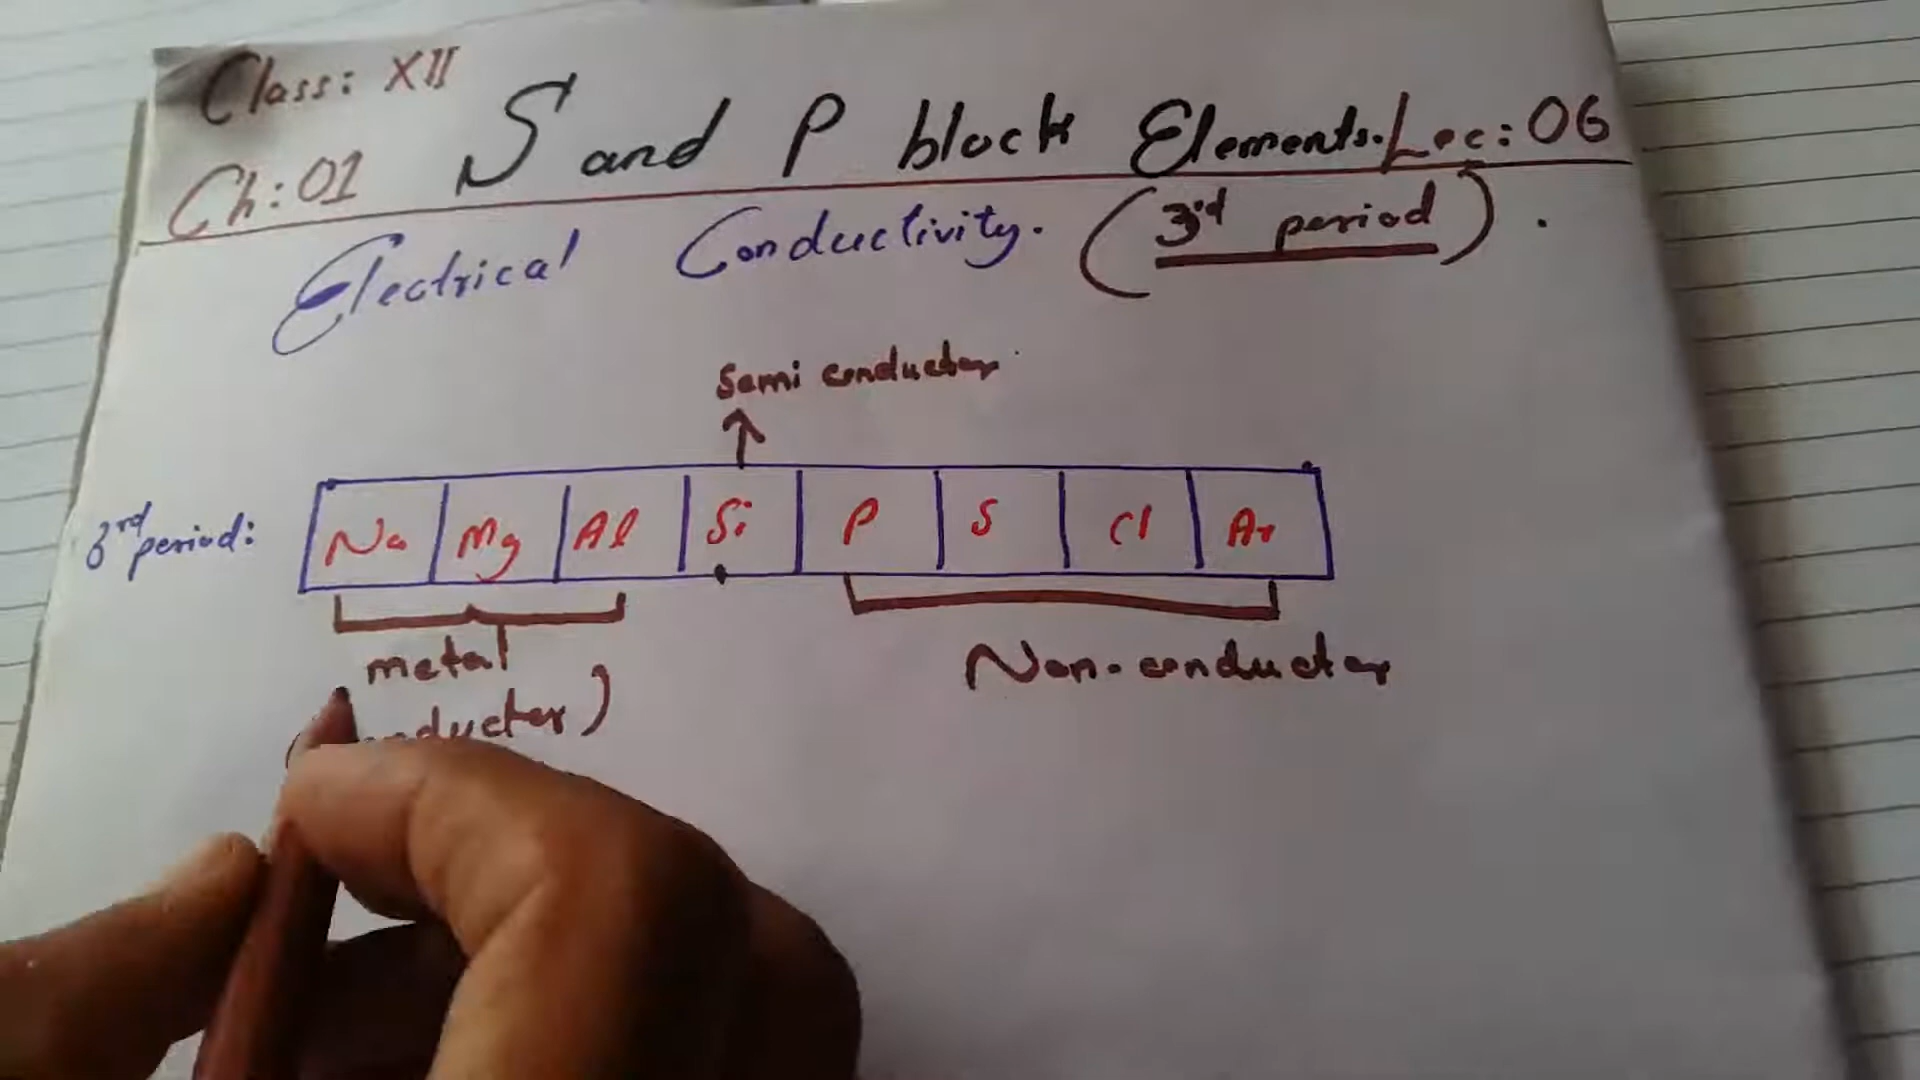 Class: XII
Ch: 01 S and P block Elements. Lec: 06
Electrical Conductivity. (3rd period).
Semi conductor
3rd period: Na Mg Al Si P S Cl Ar
metal Non-conductor